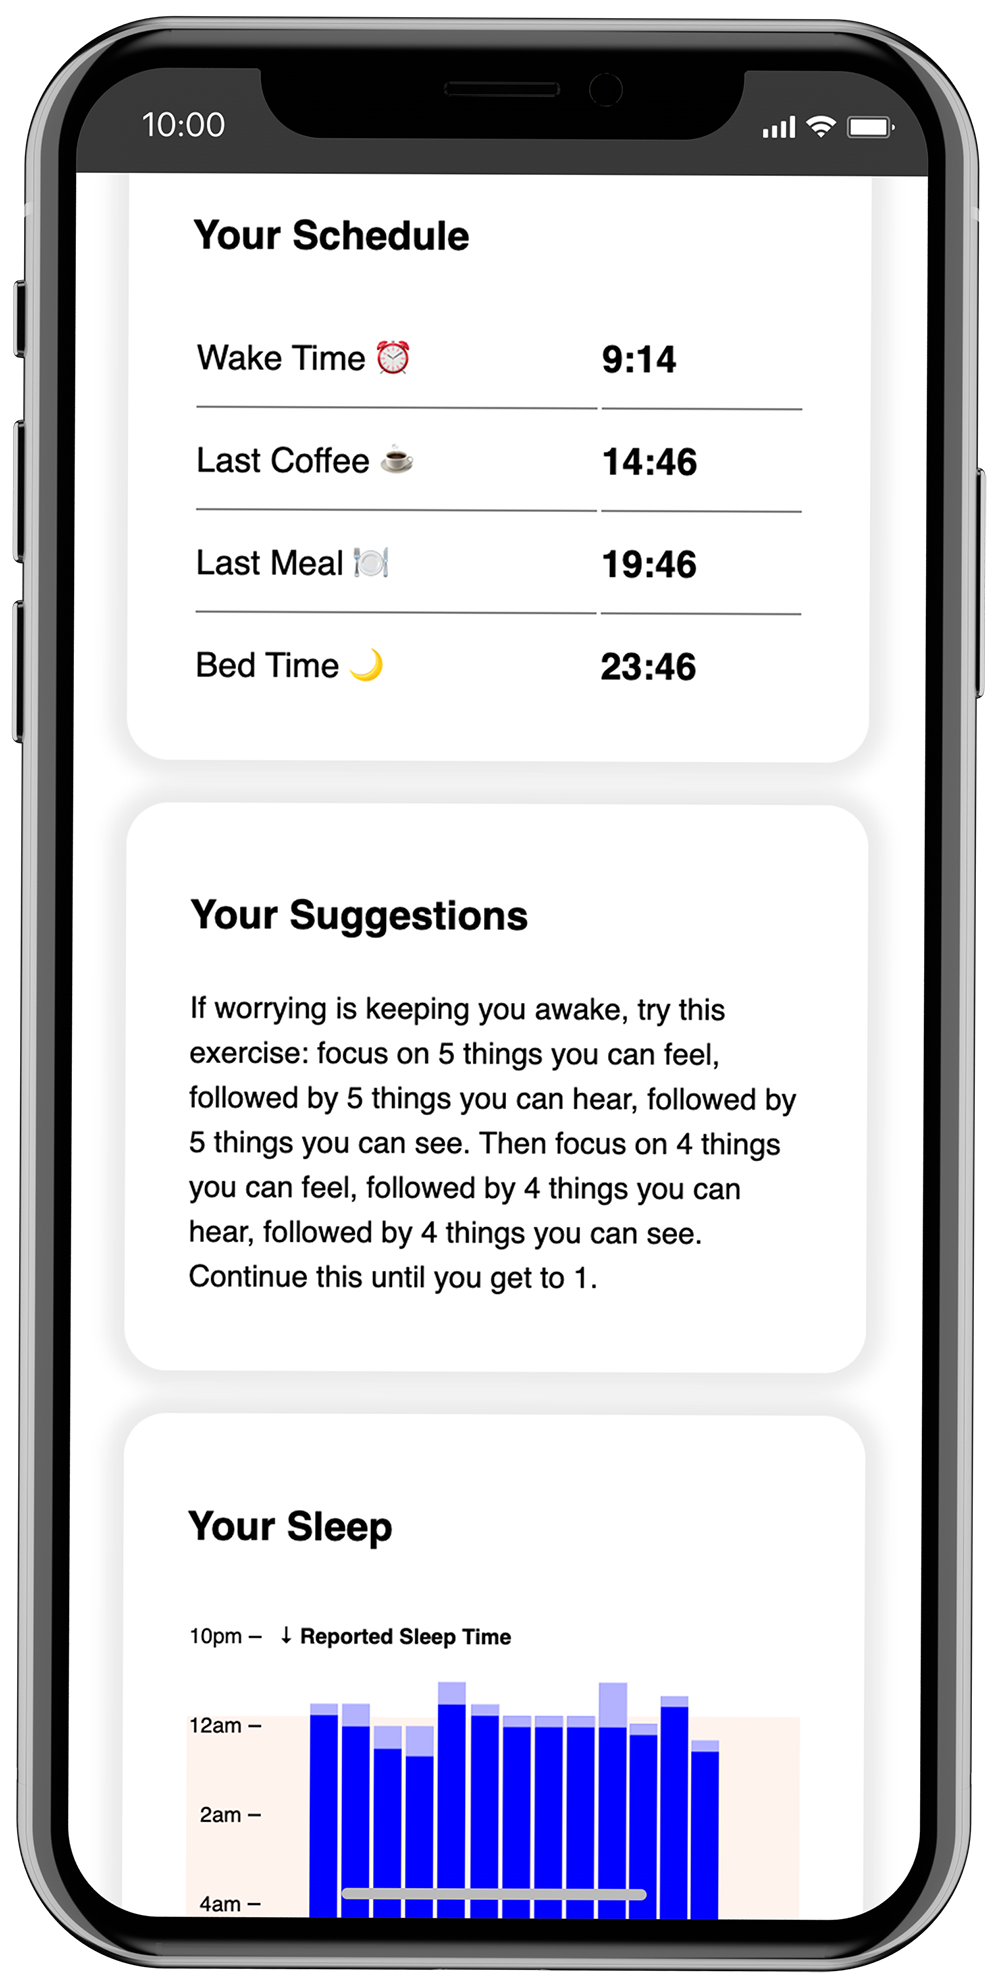 10:00
Your Schedule
Wake Time ⏰ 9:14
Last Coffee ☕ 14:46
Last Meal 🍽️ 19:46
Bed Time 🌙 23:46
Your Suggestions
If worrying is keeping you awake, try this
exercise: focus on 5 things you can feel,
followed by 5 things you can hear, followed by
5 things you can see. Then focus on 4 things
you can feel, followed by 4 things you can
hear, followed by 4 things you can see.
Continue this until you get to 1.
Your Sleep
10pm – ↓ Reported Sleep Time
12am –
2am –
4am –